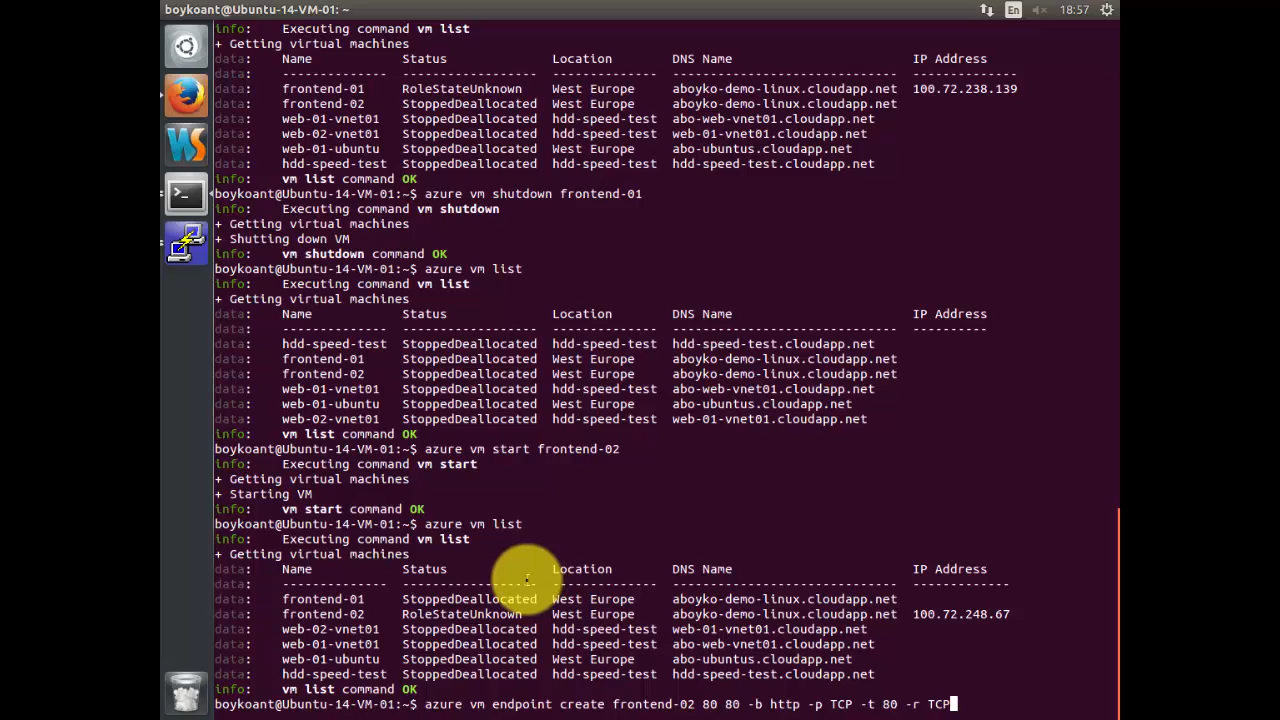 boykoant@Ubuntu-14-VM-01: ~
En
18:57
info: Executing command vm list
+ Getting virtual machines
data: Name Status Location DNS Name IP Address
data: -------------- ------------------ -------------- ------------------------------ --------------
data: frontend-01 RoleStateUnknown West Europe aboyko-demo-linux.cloudapp.net 100.72.238.139
data: frontend-02 StoppedDeallocated West Europe aboyko-demo-linux.cloudapp.net
data: web-01-vnet01 StoppedDeallocated hdd-speed-test abo-web-vnet01.cloudapp.net
data: web-02-vnet01 StoppedDeallocated hdd-speed-test web-01-vnet01.cloudapp.net
data: web-01-ubuntu StoppedDeallocated West Europe abo-ubuntus.cloudapp.net
data: hdd-speed-test StoppedDeallocated hdd-speed-test hdd-speed-test.cloudapp.net
info: vm list command OK
boykoant@Ubuntu-14-VM-01:~$ azure vm shutdown frontend-01
info: Executing command vm shutdown
+ Getting virtual machines
+ Shutting down VM
info: vm shutdown command OK
boykoant@Ubuntu-14-VM-01:~$ azure vm list
info: Executing command vm list
+ Getting virtual machines
data: Name Status Location DNS Name IP Address
data: -------------- ------------------ -------------- ------------------------------ ----------
data: hdd-speed-test StoppedDeallocated hdd-speed-test hdd-speed-test.cloudapp.net
data: frontend-01 StoppedDeallocated West Europe aboyko-demo-linux.cloudapp.net
data: frontend-02 StoppedDeallocated West Europe aboyko-demo-linux.cloudapp.net
data: web-01-vnet01 StoppedDeallocated hdd-speed-test abo-web-vnet01.cloudapp.net
data: web-01-ubuntu StoppedDeallocated West Europe abo-ubuntus.cloudapp.net
data: web-02-vnet01 StoppedDeallocated hdd-speed-test web-01-vnet01.cloudapp.net
info: vm list command OK
boykoant@Ubuntu-14-VM-01:~$ azure vm start frontend-02
info: Executing command vm start
+ Getting virtual machines
+ Starting VM
info: vm start command OK
boykoant@Ubuntu-14-VM-01:~$ azure vm list
info: Executing command vm list
+ Getting virtual machines
data: Name Status Location DNS Name IP Address
data: -------------- ------------------ -------------- ------------------------------ -------------
data: frontend-01 StoppedDeallocated West Europe aboyko-demo-linux.cloudapp.net
data: frontend-02 RoleStateUnknown West Europe aboyko-demo-linux.cloudapp.net 100.72.248.67
data: web-02-vnet01 StoppedDeallocated hdd-speed-test web-01-vnet01.cloudapp.net
data: web-01-vnet01 StoppedDeallocated hdd-speed-test abo-web-vnet01.cloudapp.net
data: web-01-ubuntu StoppedDeallocated West Europe abo-ubuntus.cloudapp.net
data: hdd-speed-test StoppedDeallocated hdd-speed-test hdd-speed-test.cloudapp.net
info: vm list command OK
boykoant@Ubuntu-14-VM-01:~$ azure vm endpoint create frontend-02 80 80 -b http -p TCP -t 80 -r TCP